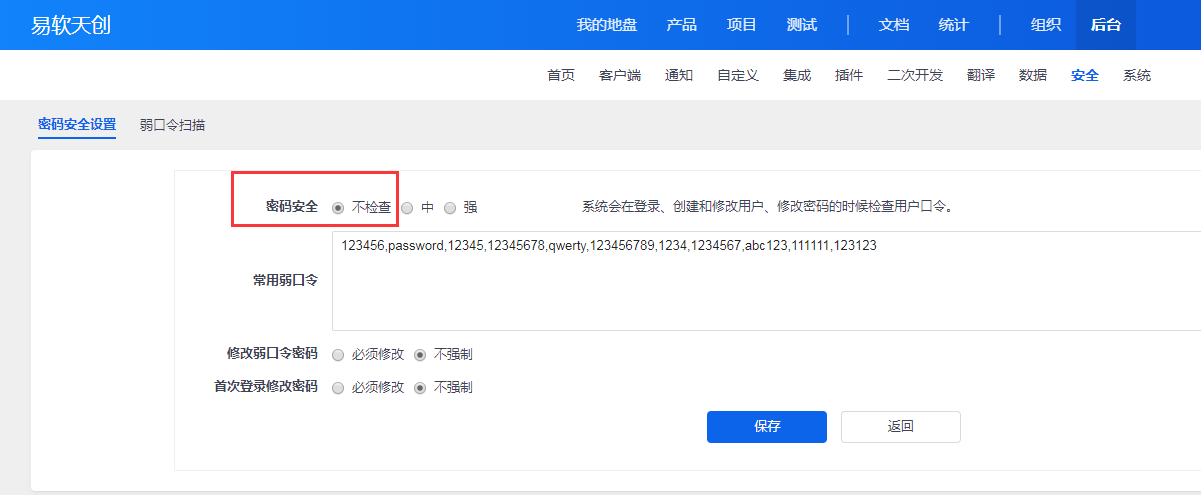 易软天创 我的地盘 产品 项目 测试 文档 统计 组织 后台
首页 客户端 通知 自定义 集成 插件 二次开发 翻译 数据 安全 系统
密码安全设置 弱口令扫描
密码安全 不检查 中 强 系统会在登录、创建和修改用户、修改密码的时候检查用户口令。
123456,password,12345,12345678,qwerty,123456789,1234,1234567,abc123,111111,123123
常用弱口令
修改弱口令密码 必须修改 不强制
首次登录修改密码 必须修改 不强制
保存 返回